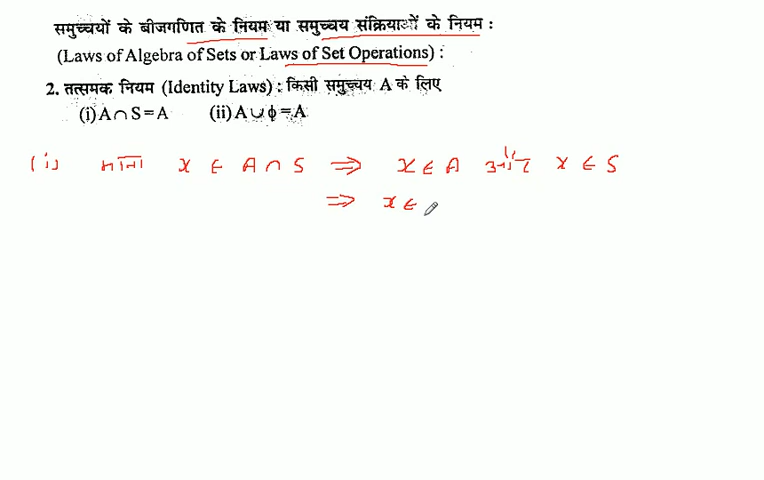 समुच्चयों के बीजगणित के नियम या समुच्चय संक्रियाओं के नियम :
(Laws of Algebra of Sets or Laws of Set Operations) :
2. तत्समक नियम (Identity Laws) : किसी समुच्चय A के लिए
(i) A∩S=A (ii) A∪ϕ=A
(i) माना x ∈ A ∩ S ⇒ x ∈ A और x ∈ S
⇒ x ∈